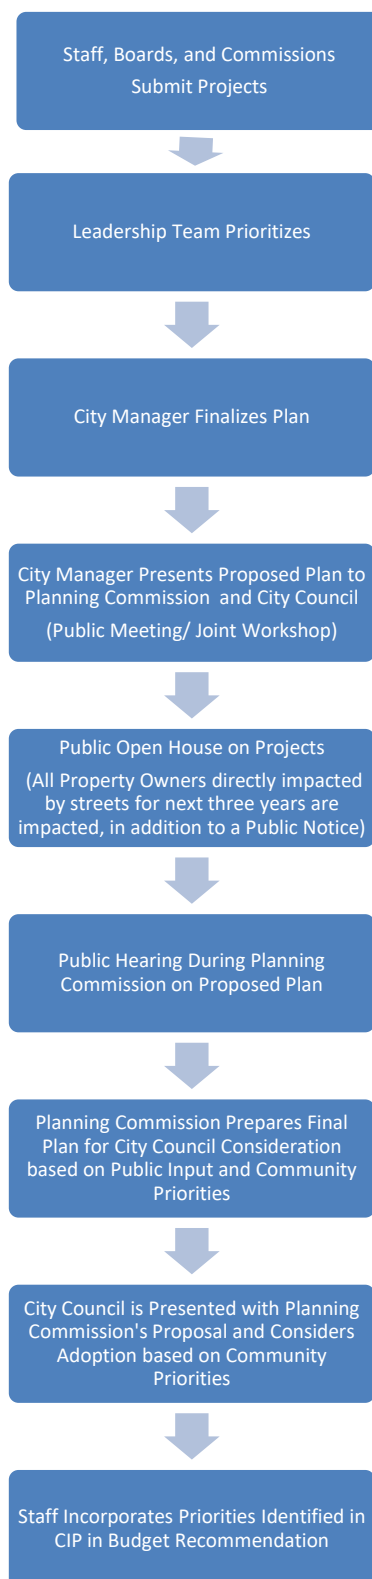 Staff, Boards, and Commissions
Submit Projects
Leadership Team Prioritizes
City Manager Finalizes Plan
City Manager Presents Proposed Plan to
Planning Commission and City Council
(Public Meeting/ Joint Workshop)
Public Open House on Projects
(All Property Owners directly impacted
by streets for next three years are
impacted, in addition to a Public Notice)
Public Hearing During Planning
Commission on Proposed Plan
Planning Commission Prepares Final
Plan for City Council Consideration
based on Public Input and Community
Priorities
City Council is Presented with Planning
Commission's Proposal and Considers
Adoption based on Community
Priorities
Staff Incorporates Priorities Identified in
CIP in Budget Recommendation